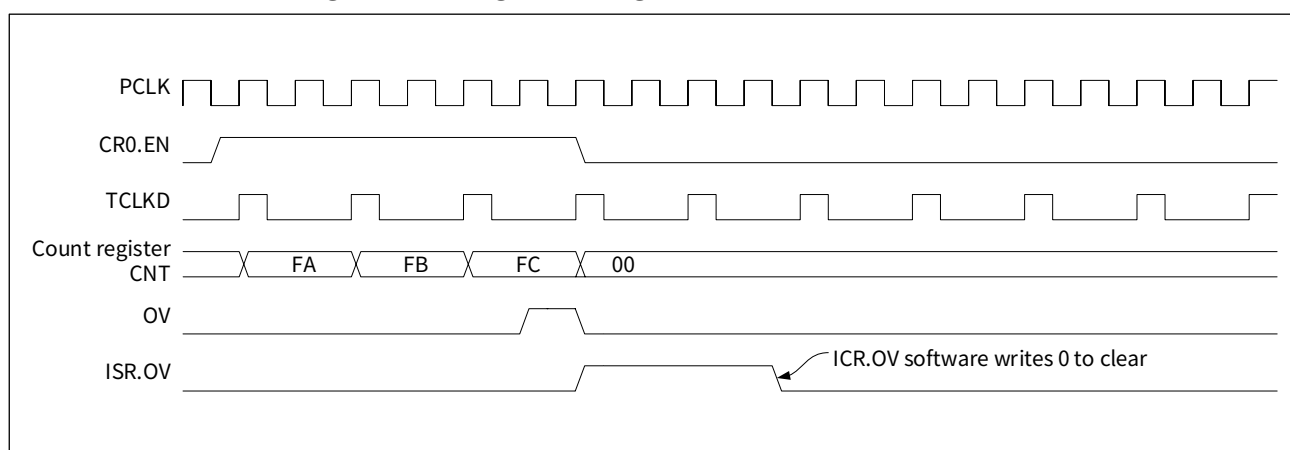 PCLK
CR0.EN
TCLKD
Count register
CNT
FA FB FC 00
OV
ISR.OV
ICR.OV software writes 0 to clear